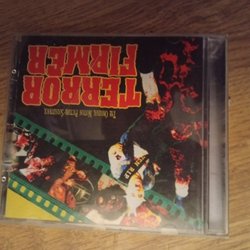 TERROR
FIRMER
The Original Motion Picture Soundtrack